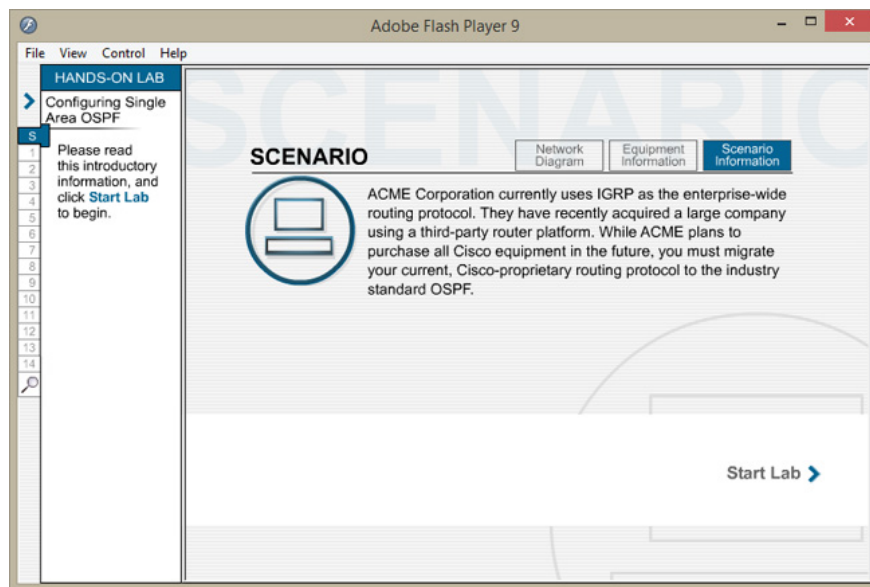 Adobe Flash Player 9
File View Control Help
HANDS-ON LAB
Configuring Single
Area OSPF
S
1
2
3
4
5
6
7
8
9
10
11
12
13
14
Please read
this introductory
information, and
click Start Lab
to begin.
SCENARIO
SCENARIO
Network
Diagram
Equipment
Information
Scenario
Information
ACME Corporation currently uses IGRP as the enterprise-wide
routing protocol. They have recently acquired a large company
using a third-party router platform. While ACME plans to
purchase all Cisco equipment in the future, you must migrate
your current, Cisco-proprietary routing protocol to the industry
standard OSPF.
Start Lab